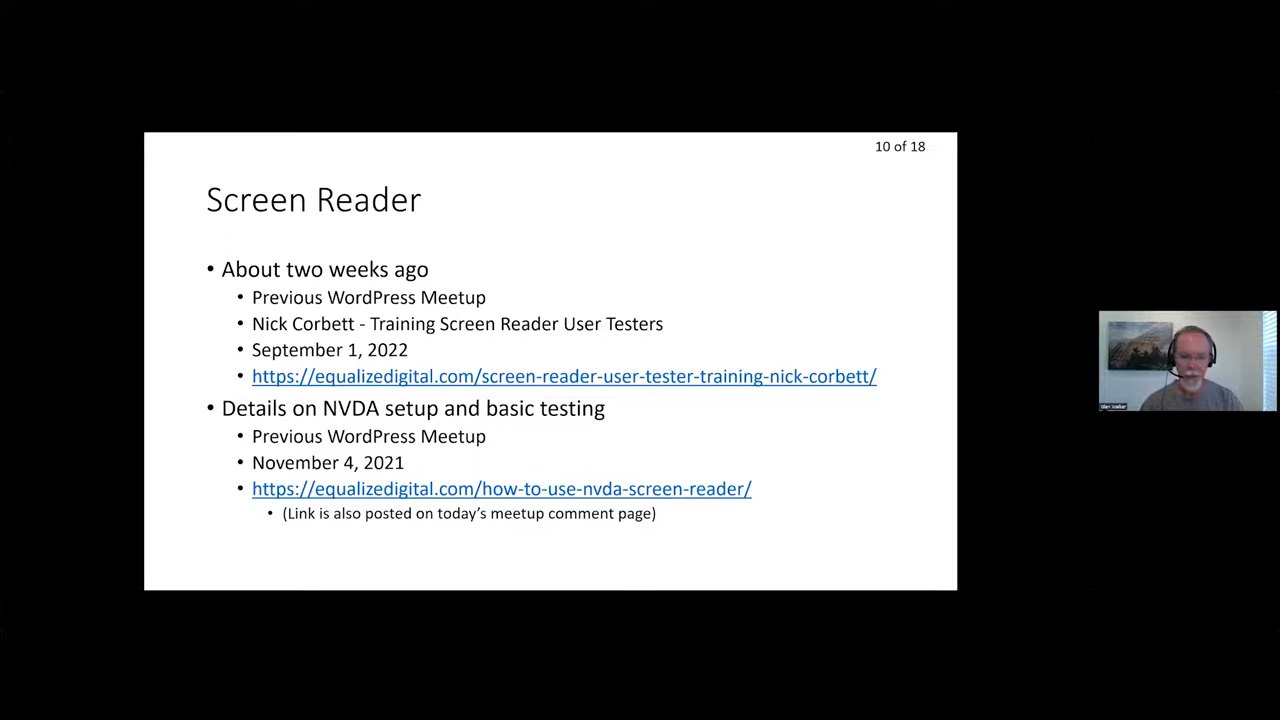 10 of 18
Screen Reader
• About two weeks ago
• Previous WordPress Meetup
• Nick Corbett - Training Screen Reader User Testers
• September 1, 2022
• https://equalizedigital.com/screen-reader-user-tester-training-nick-corbett/
• Details on NVDA setup and basic testing
• Previous WordPress Meetup
• November 4, 2021
• https://equalizedigital.com/how-to-use-nvda-screen-reader/
• (Link is also posted on today's meetup comment page)
Glen Walker